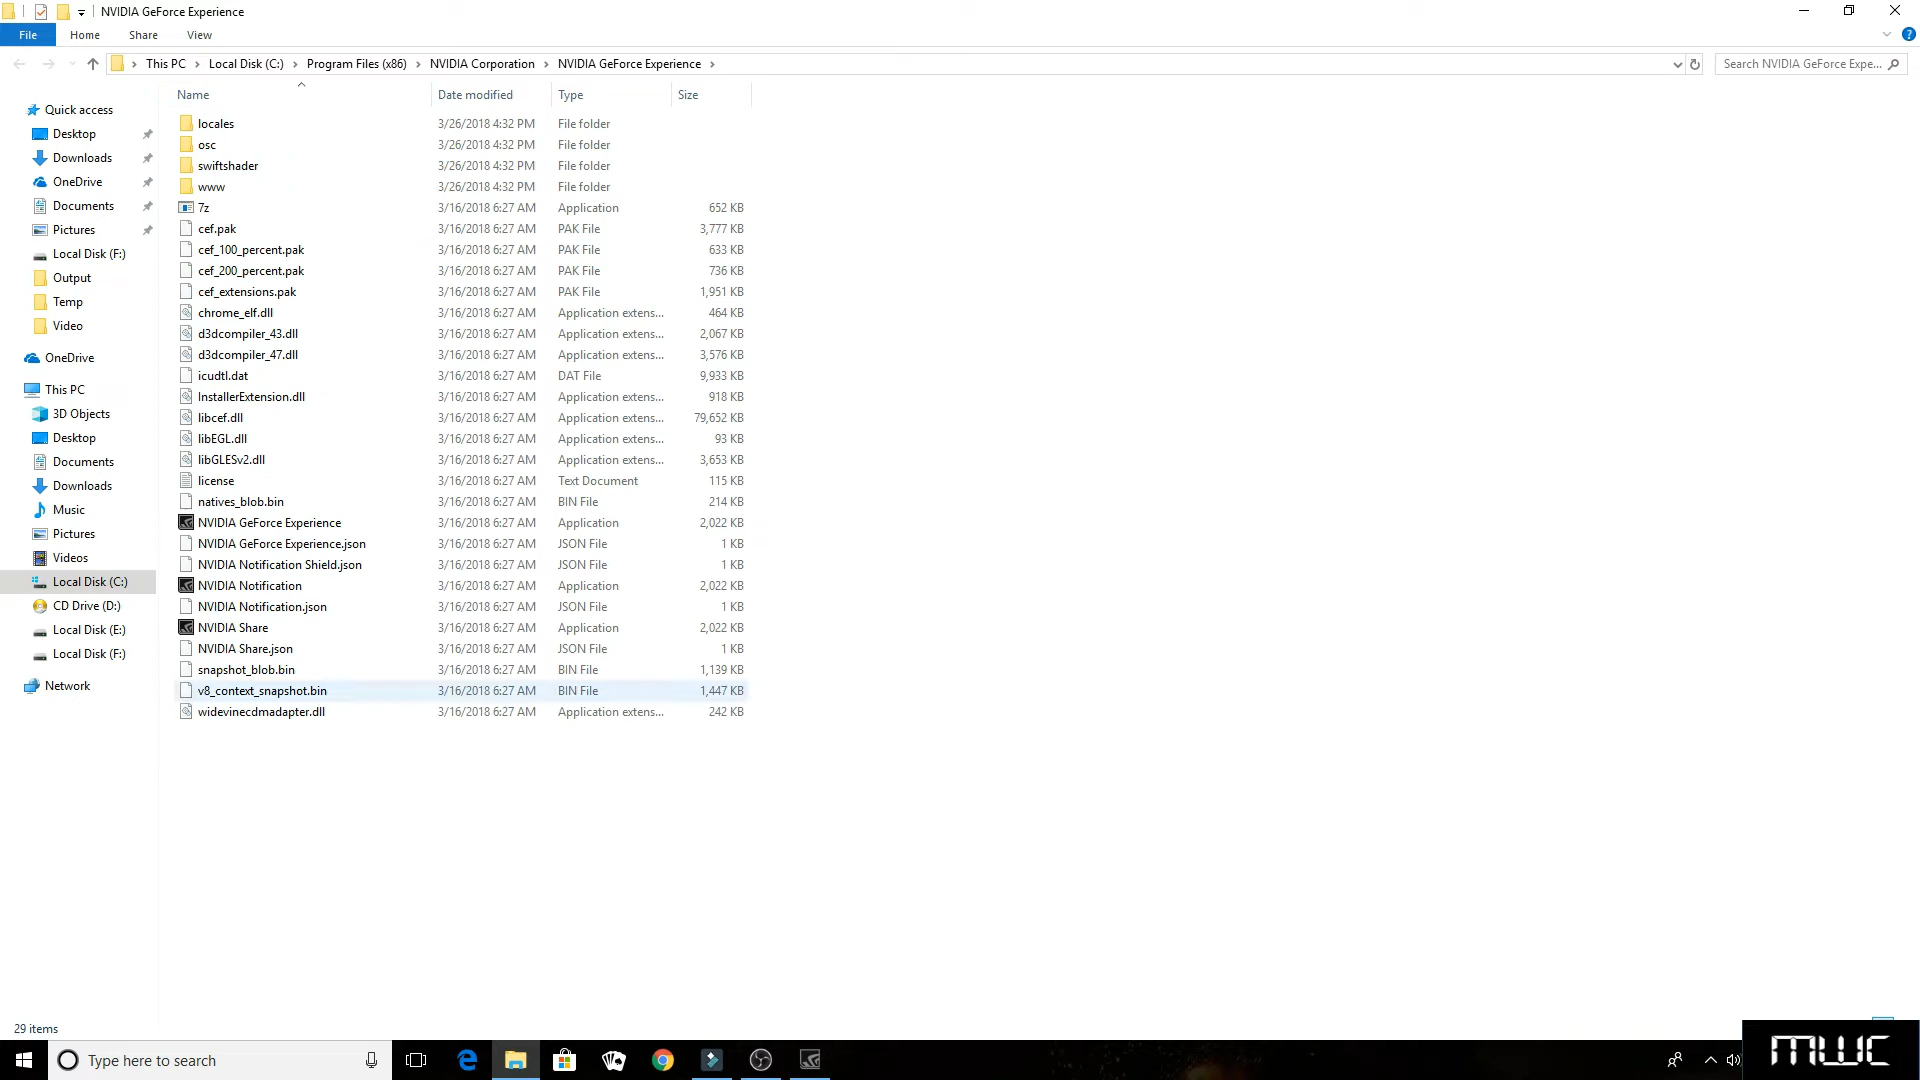 NVIDIA GeForce Experience
File Home Share View
This PC Local Disk (C:) Program Files (x86) NVIDIA Corporation NVIDIA GeForce Experience
Search NVIDIA GeForce Expe...
Quick access
Desktop
Downloads
OneDrive
Documents
Pictures
Local Disk (F:)
Output
Temp
Video
OneDrive
This PC
3D Objects
Desktop
Documents
Downloads
Music
Pictures
Videos
Local Disk (C:)
CD Drive (D:)
Local Disk (E:)
Local Disk (F:)
Network
Name Date modified Type Size
locales 3/26/2018 4:32 PM File folder
osc 3/26/2018 4:32 PM File folder
swiftshader 3/26/2018 4:32 PM File folder
www 3/26/2018 4:32 PM File folder
7z 3/16/2018 6:27 AM Application 652 KB
cef.pak 3/16/2018 6:27 AM PAK File 3,777 KB
cef_100_percent.pak 3/16/2018 6:27 AM PAK File 633 KB
cef_200_percent.pak 3/16/2018 6:27 AM PAK File 736 KB
cef_extensions.pak 3/16/2018 6:27 AM PAK File 1,951 KB
chrome_elf.dll 3/16/2018 6:27 AM Application extens... 464 KB
d3dcompiler_43.dll 3/16/2018 6:27 AM Application extens... 2,067 KB
d3dcompiler_47.dll 3/16/2018 6:27 AM Application extens... 3,576 KB
icudtl.dat 3/16/2018 6:27 AM DAT File 9,933 KB
InstallerExtension.dll 3/16/2018 6:27 AM Application extens... 918 KB
libcef.dll 3/16/2018 6:27 AM Application extens... 79,652 KB
libEGL.dll 3/16/2018 6:27 AM Application extens... 93 KB
libGLESv2.dll 3/16/2018 6:27 AM Application extens... 3,653 KB
license 3/16/2018 6:27 AM Text Document 115 KB
natives_blob.bin 3/16/2018 6:27 AM BIN File 214 KB
NVIDIA GeForce Experience 3/16/2018 6:27 AM Application 2,022 KB
NVIDIA GeForce Experience.json 3/16/2018 6:27 AM JSON File 1 KB
NVIDIA Notification Shield.json 3/16/2018 6:27 AM JSON File 1 KB
NVIDIA Notification 3/16/2018 6:27 AM Application 2,022 KB
NVIDIA Notification.json 3/16/2018 6:27 AM JSON File 1 KB
NVIDIA Share 3/16/2018 6:27 AM Application 2,022 KB
NVIDIA Share.json 3/16/2018 6:27 AM JSON File 1 KB
snapshot_blob.bin 3/16/2018 6:27 AM BIN File 1,139 KB
v8_context_snapshot.bin 3/16/2018 6:27 AM BIN File 1,447 KB
widevinecdmadapter.dll 3/16/2018 6:27 AM Application extens... 242 KB
29 items
Type here to search
MWC